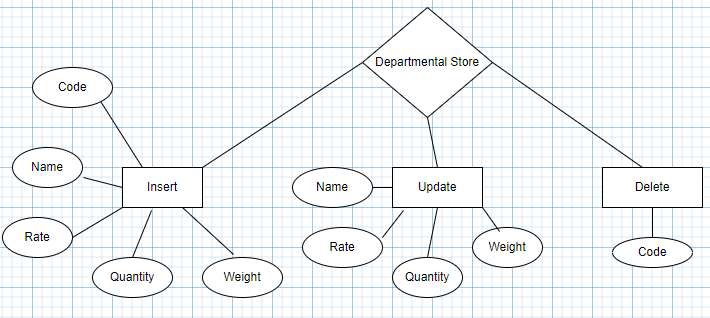 Departmental Store
Code
Name
Insert
Name
Update
Delete
Rate
Rate
Weight
Code
Quantity
Weight
Quantity